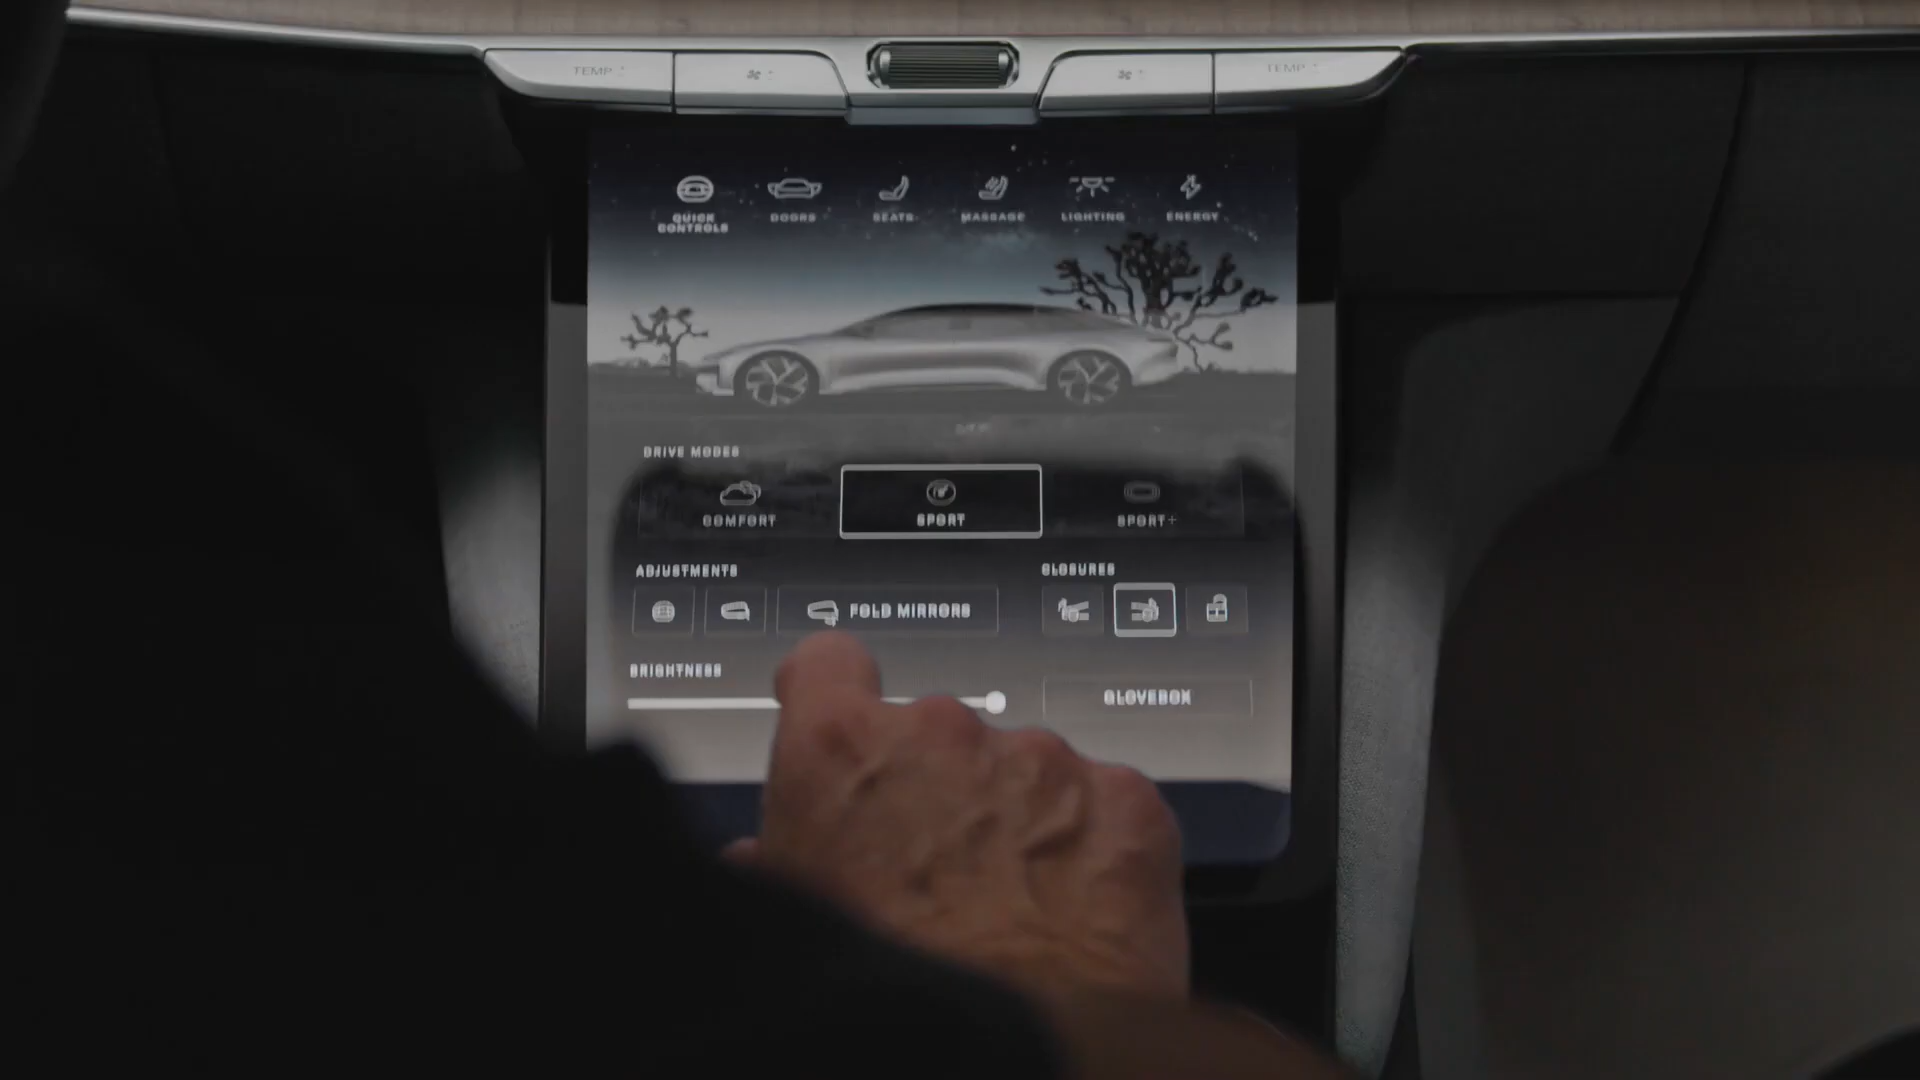 TEMP
TEMP
QUICK CONTROLS
DOORS
SEATS
MASSAGE
LIGHTING
ENERGY
DRIVE MODES
COMFORT
SPORT
SPORT+
ADJUSTMENTS
CLOSURES
FOLD MIRRORS
BRIGHTNESS
GLOVEBOX